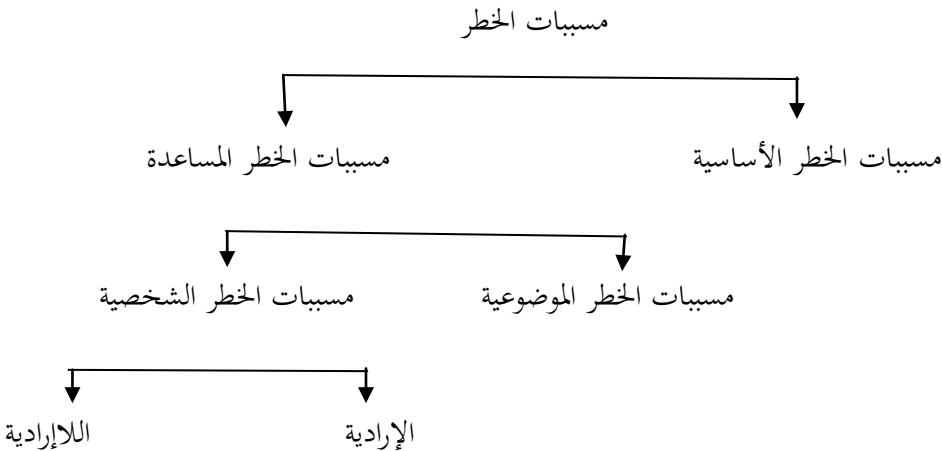 مسببات الخطر
مسببات الخطر الأساسية
مسببات الخطر المساعدة
مسببات الخطر الموضوعية
مسببات الخطر الشخصية
الإرادية
اللاإرادية